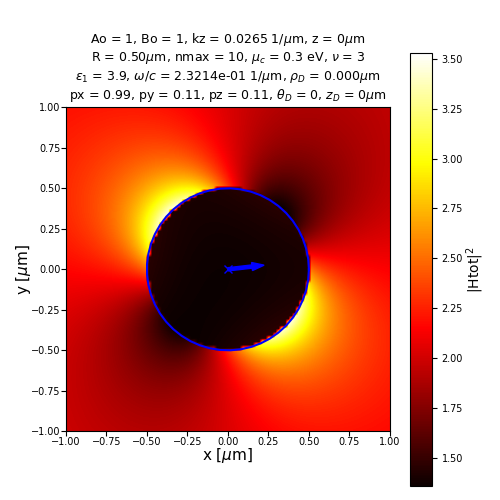 Ao = 1, Bo = 1, kz = 0.0265 1/μm, z = 0μm
R = 0.50μm, nmax = 10, μ_c = 0.3 eV, ν = 3
ε₁ = 3.9, ω/c = 2.3214e-01 1/μm, ρ_D = 0.000μm
px = 0.99, py = 0.11, pz = 0.11, θ_D = 0, z_D = 0μm
1.00
0.75
0.50
0.25
0.00
−0.25
−0.50
−0.75
−1.00
y [μm]
−1.00 −0.75 −0.50 −0.25 0.00 0.25 0.50 0.75 1.00
x [μm]
3.50
3.25
3.00
2.75
2.50
2.25
2.00
1.75
1.50
|Htot|²